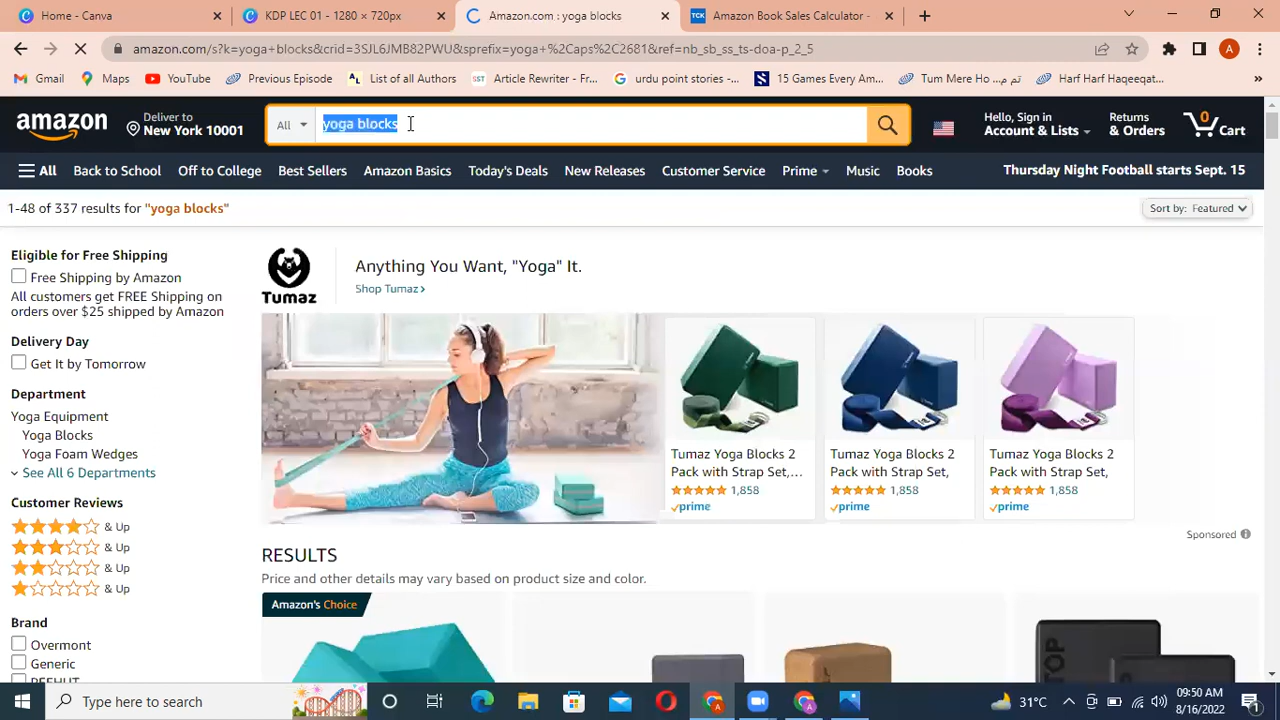 Home - Canva
KDP LEC 01 - 1280 × 720px
Amazon.com : yoga blocks
TCK Amazon Book Sales Calculator -
amazon.com/s?k=yoga+blocks&crid=3SJL6JMB82PWU&sprefix=yoga+%2Caps%2C2681&ref=nb_sb_ss_ts-doa-p_2_5
A
Gmail
Maps
YouTube
Previous Episode
AL List of all Authors
SST Article Rewriter - Fr...
urdu point stories -...
15 Games Every Am...
Tum Mere Ho ... تم م
Harf Harf Haqeeqat...
amazon
Deliver to
New York 10001
All
yoga blocks
Hello, Sign in
Account & Lists
Returns
& Orders
0
Cart
All
Back to School
Off to College
Best Sellers
Amazon Basics
Today's Deals
New Releases
Customer Service
Prime
Music
Books
Thursday Night Football starts Sept. 15
1-48 of 337 results for "yoga blocks"
Sort by: Featured
Eligible for Free Shipping
Free Shipping by Amazon
All customers get FREE Shipping on
orders over $25 shipped by Amazon
Delivery Day
Get It by Tomorrow
Department
Yoga Equipment
Yoga Blocks
Yoga Foam Wedges
See All 6 Departments
Customer Reviews
& Up
& Up
& Up
& Up
Brand
Overmont
Generic
Tumaz
Anything You Want, "Yoga" It.
Shop Tumaz
Tumaz Yoga Blocks 2
Pack with Strap Set,...
1,858
prime
Tumaz Yoga Blocks 2
Pack with Strap Set,
1,858
prime
Tumaz Yoga Blocks 2
Pack with Strap Set,
1,858
prime
Sponsored
RESULTS
Price and other details may vary based on product size and color.
Amazon's Choice
Type here to search
31°C
09:50 AM
8/16/2022
1